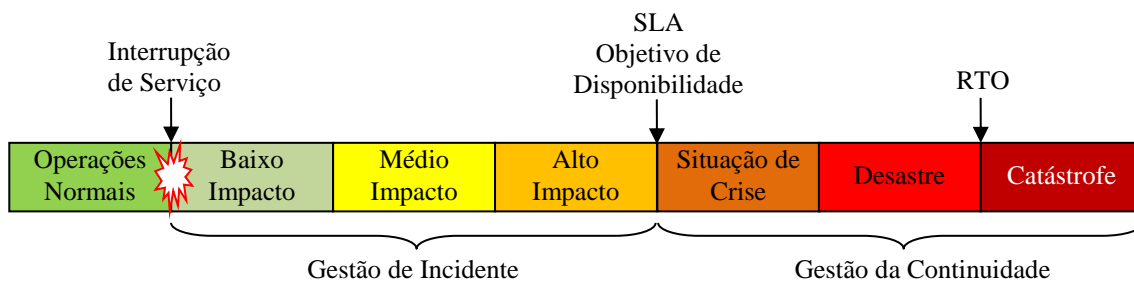 SLA
Objetivo de
Disponibilidade
Interrupção
de Serviço
RTO
Operações
Normais
Baixo
Impacto
Médio
Impacto
Alto
Impacto
Situação de
Crise
Desastre
Catástrofe
Gestão de Incidente
Gestão da Continuidade